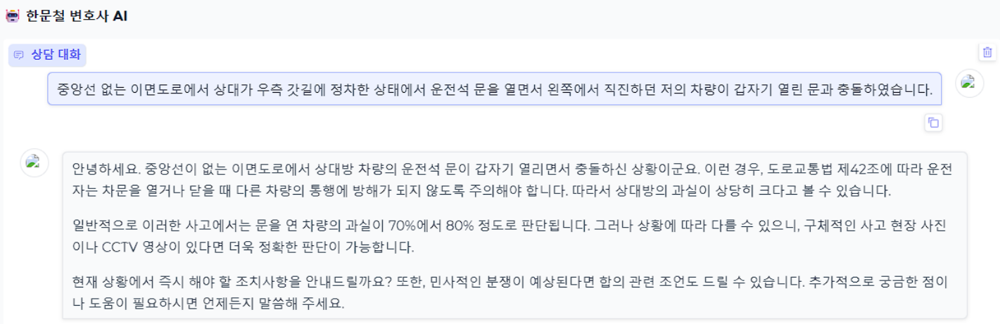 한문철 변호사 AI
상담 대화
중앙선 없는 이면도로에서 상대가 우측 갓길에 정차한 상태에서 운전석 문을 열면서 왼쪽에서 직진하던 저의 차량이 갑자기 열린 문과 충돌하였습니다.
안녕하세요. 중앙선이 없는 이면도로에서 상대방 차량의 운전석 문이 갑자기 열리면서 충돌하신 상황이군요. 이런 경우, 도로교통법 제42조에 따라 운전
자는 차문을 열거나 닫을 때 다른 차량의 통행에 방해가 되지 않도록 주의해야 합니다. 따라서 상대방의 과실이 상당히 크다고 볼 수 있습니다.
일반적으로 이러한 사고에서는 문을 연 차량의 과실이 70%에서 80% 정도로 판단됩니다. 그러나 상황에 따라 다를 수 있으니, 구체적인 사고 현장 사진
이나 CCTV 영상이 있다면 더욱 정확한 판단이 가능합니다.
현재 상황에서 즉시 해야 할 조치사항을 안내드릴까요? 또한, 민사적인 분쟁이 예상된다면 합의 관련 조언도 드릴 수 있습니다. 추가적으로 궁금한 점이
나 도움이 필요하시면 언제든지 말씀해 주세요.